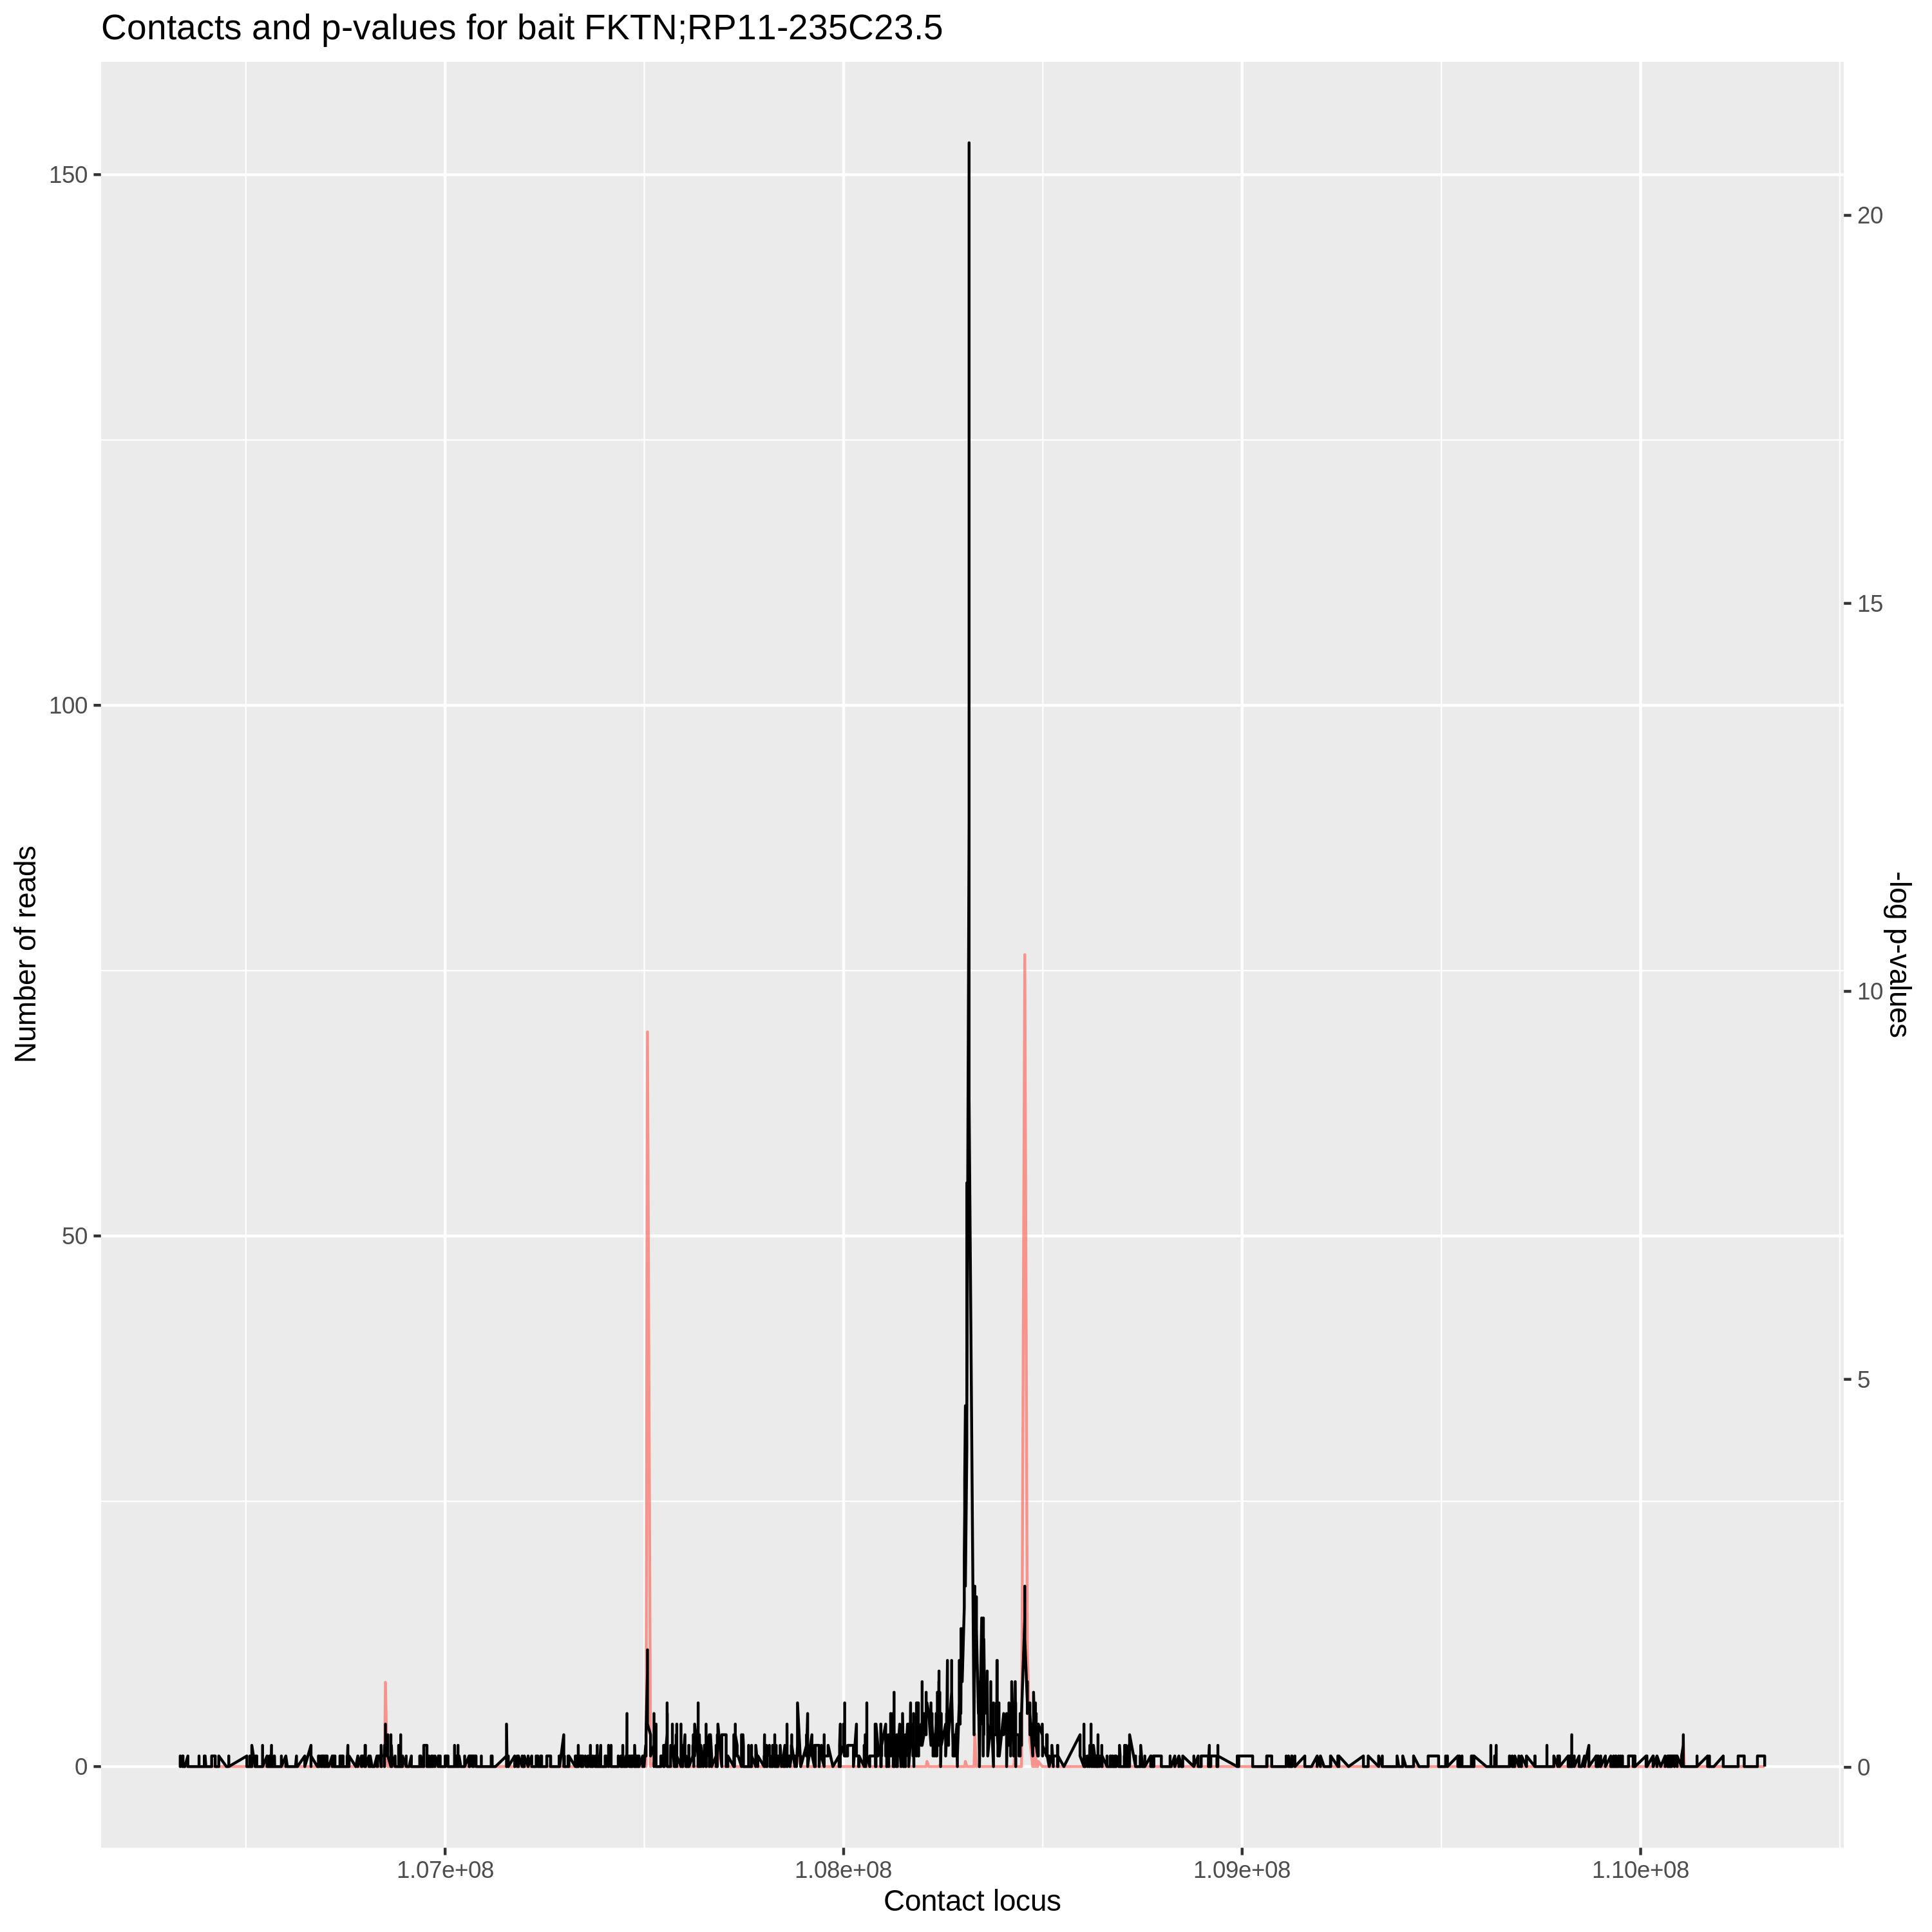 Contacts and p-values for bait FKTN;RP11-235C23.5
150
100
50
0
20
15
10
5
0
Number of reads
-log p-values
1.07e+08
1.08e+08
1.09e+08
1.10e+08
Contact locus